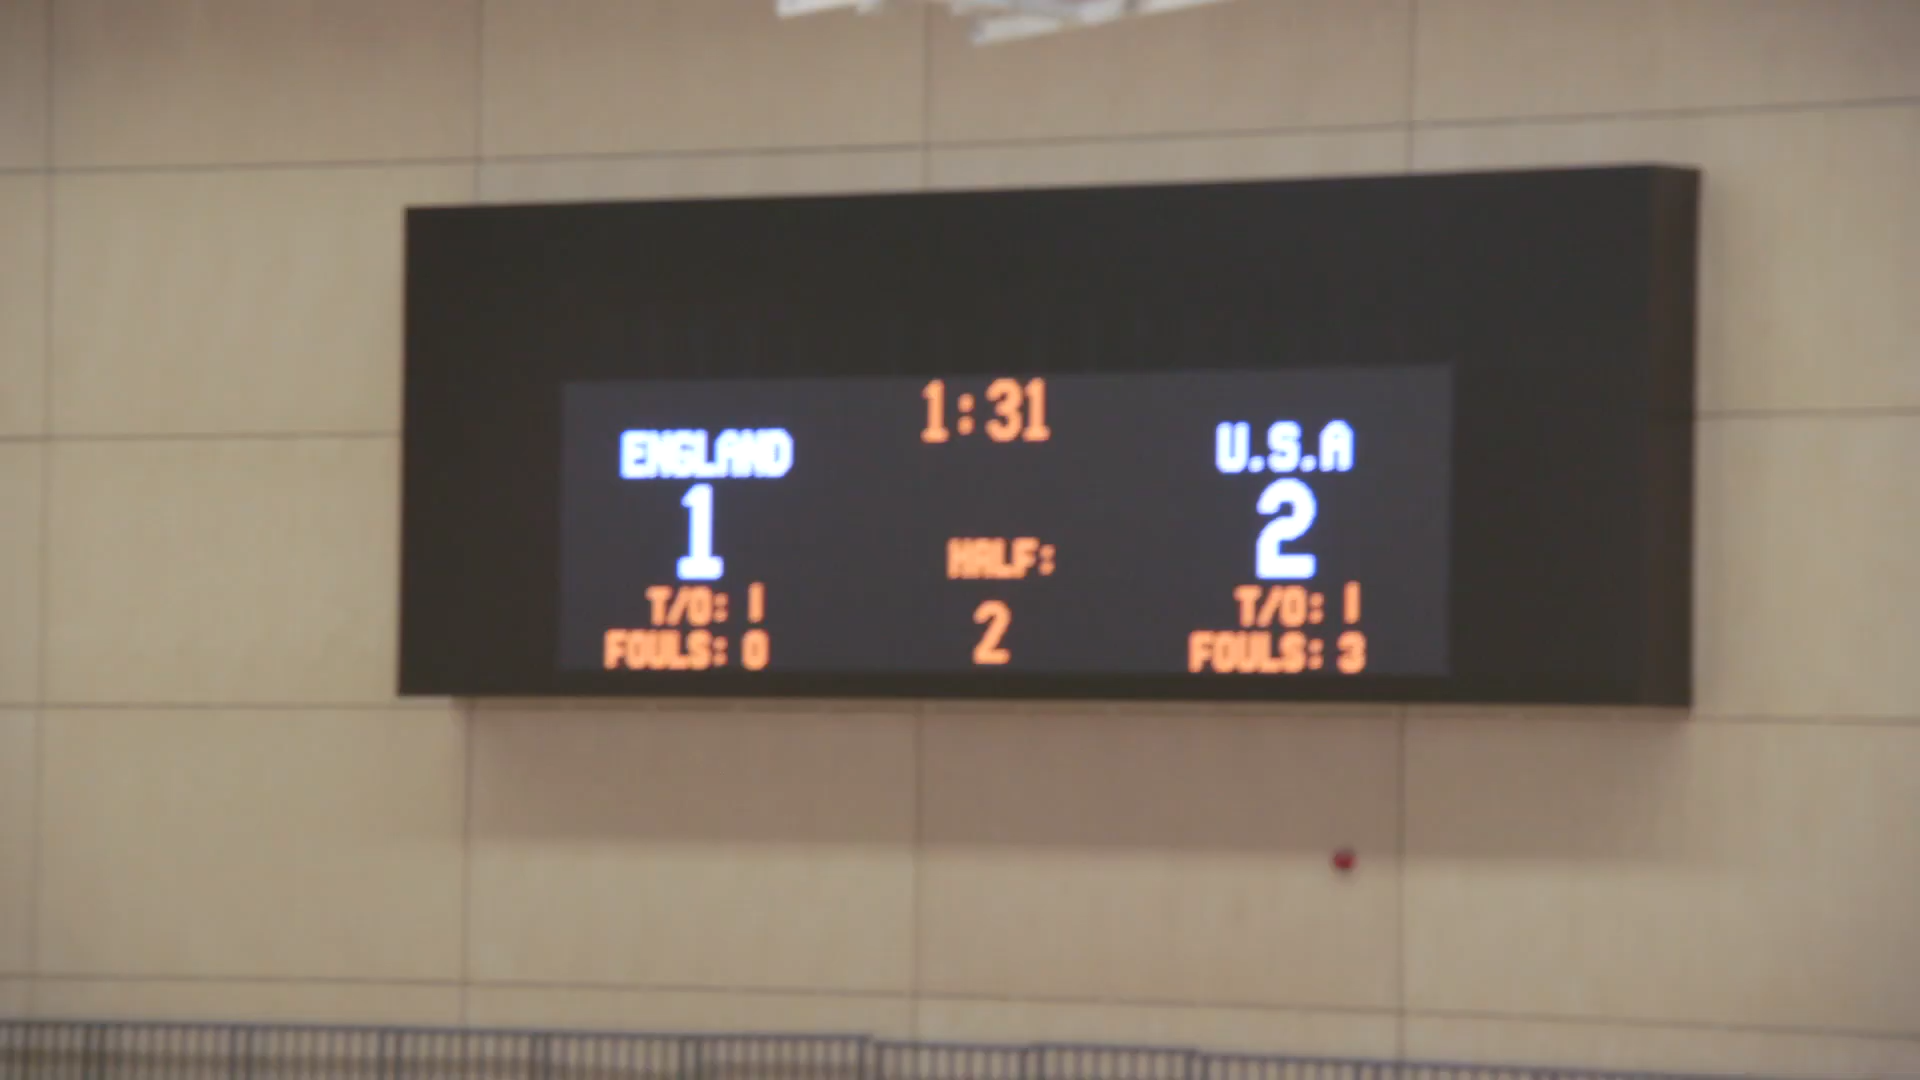 1:31
ENGLAND
1
T/O: 1
FOULS: 0
HALF:
2
U.S.A
2
T/O: 1
FOULS: 3